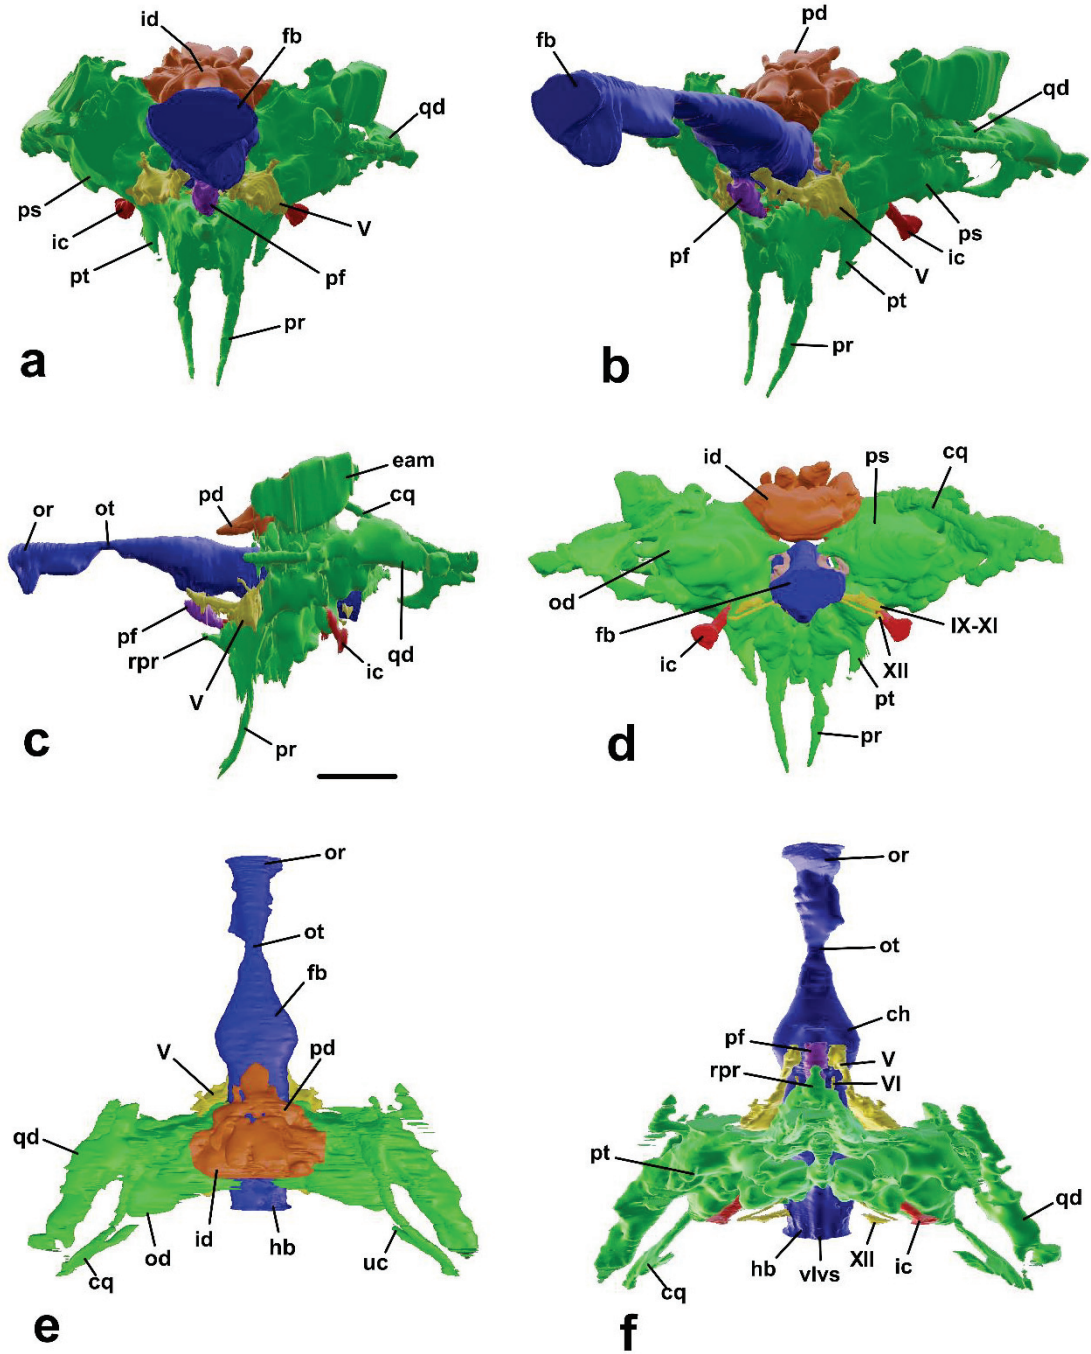 id
fb
qd
ps
ic
pt
V
pf
pr
a
pd
fb
qd
pf
ps
ic
V
pt
pr
b
eam
cq
pd
or
ot
pf
rpr
V
ic
qd
pr
c
id
ps
cq
od
fb
ic
IX-XI
XII
pt
pr
d
or
ot
fb
V
pd
qd
od
id
hb
uc
cq
e
or
ot
ch
pf
V
rpr
VI
pt
qd
hb
vlvs
XII
ic
cq
f